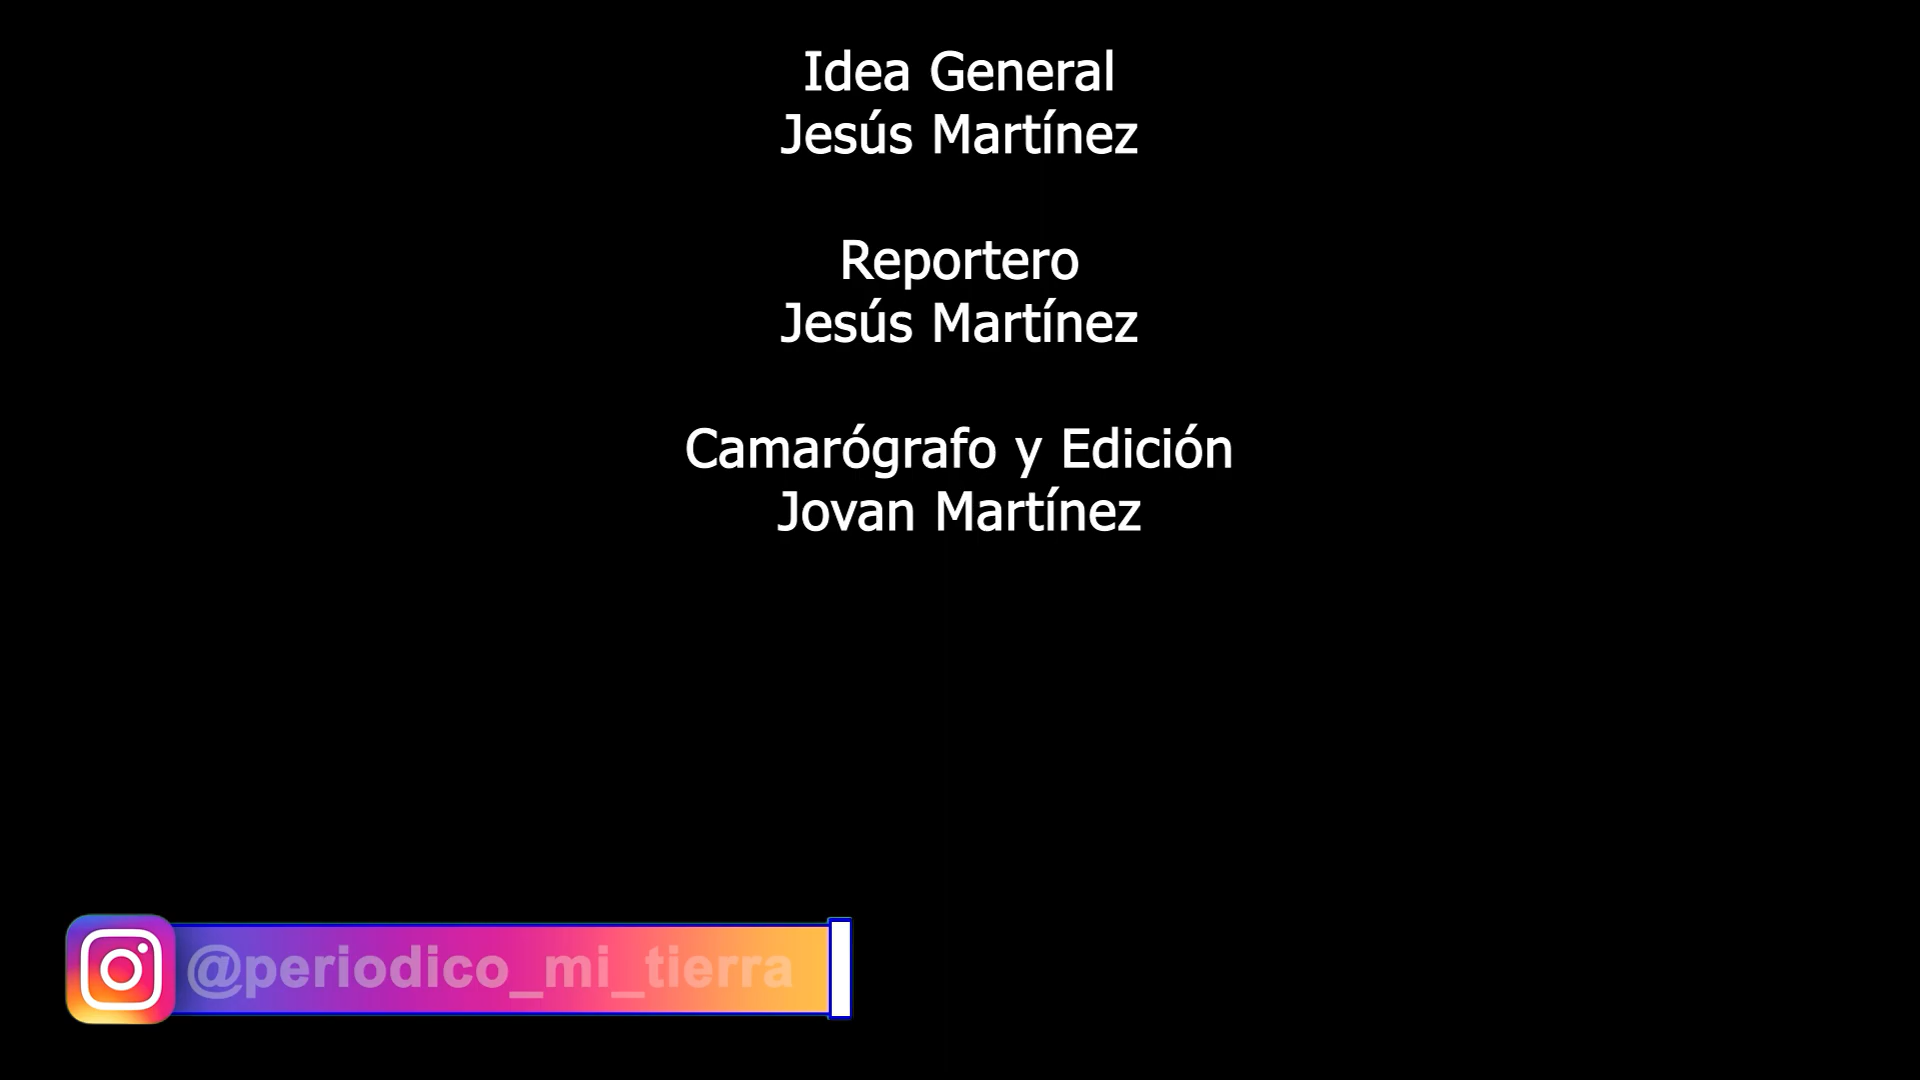 Idea General
Jesús Martínez
Reportero
Jesús Martínez
Camarógrafo y Edición
Jovan Martínez
@periodico_mi_tierra